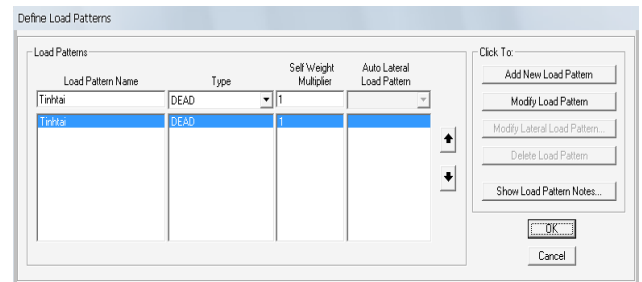 Define Load Patterns
Load Patterns
Click To:
Load Pattern Name
Type
Self Weight
Multiplier
Auto Lateral
Load Pattern
Tinhtai
DEAD
1
Tinhtai
DEAD
1
Add New Load Pattern
Modify Load Pattern
Modify Lateral Load Pattern...
Delete Load Pattern
Show Load Pattern Notes...
OK
Cancel